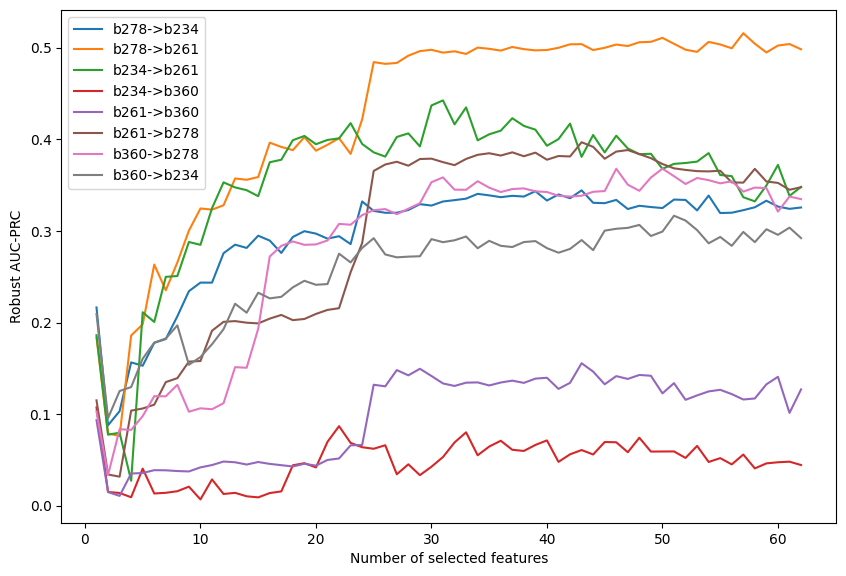 b278->b234
b278->b261
b234->b261
b234->b360
b261->b360
b261->b278
b360->b278
b360->b234
Robust AUC-PRC
0.5
0.4
0.3
0.2
0.1
0.0
0 10 20 30 40 50 60
Number of selected features